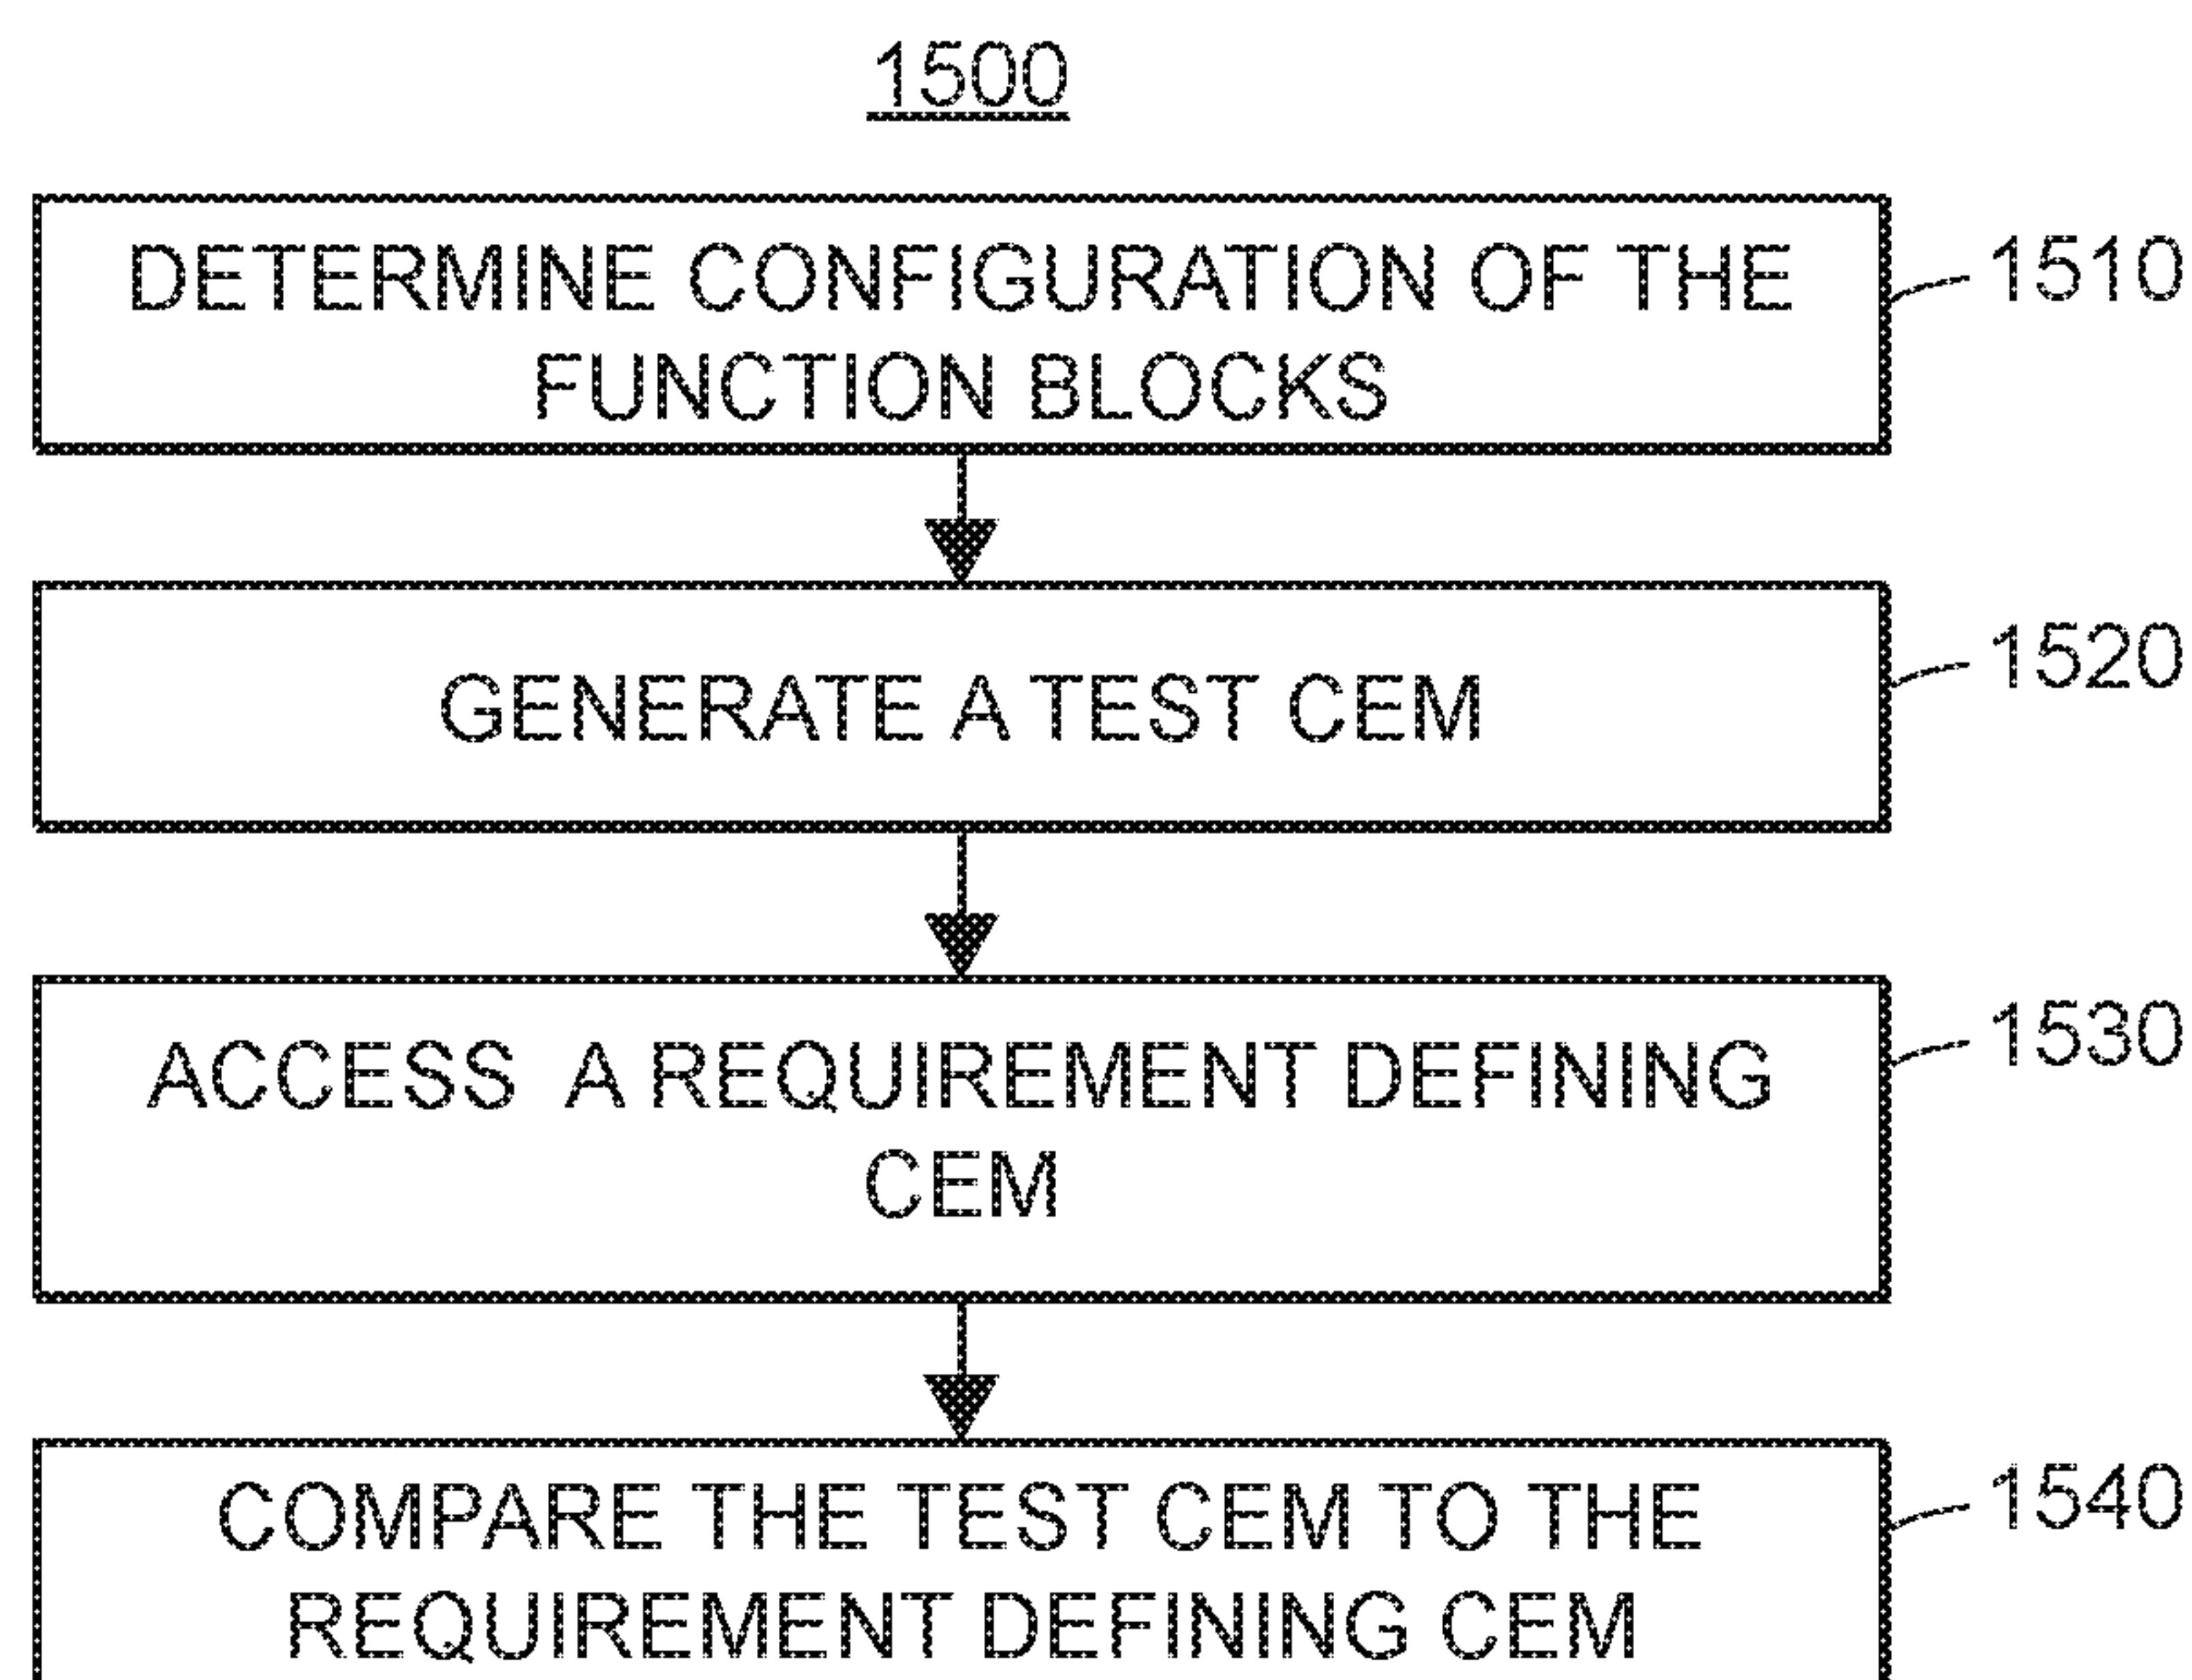 1500
DETERMINE CONFIGURATION OF THE
FUNCTION BLOCKS
1510
GENERATE A TEST CEM
1520
ACCESS A REQUIREMENT DEFINING
CEM
1530
COMPARE THE TEST CEM TO THE
REQUIREMENT DEFINING CEM
1540